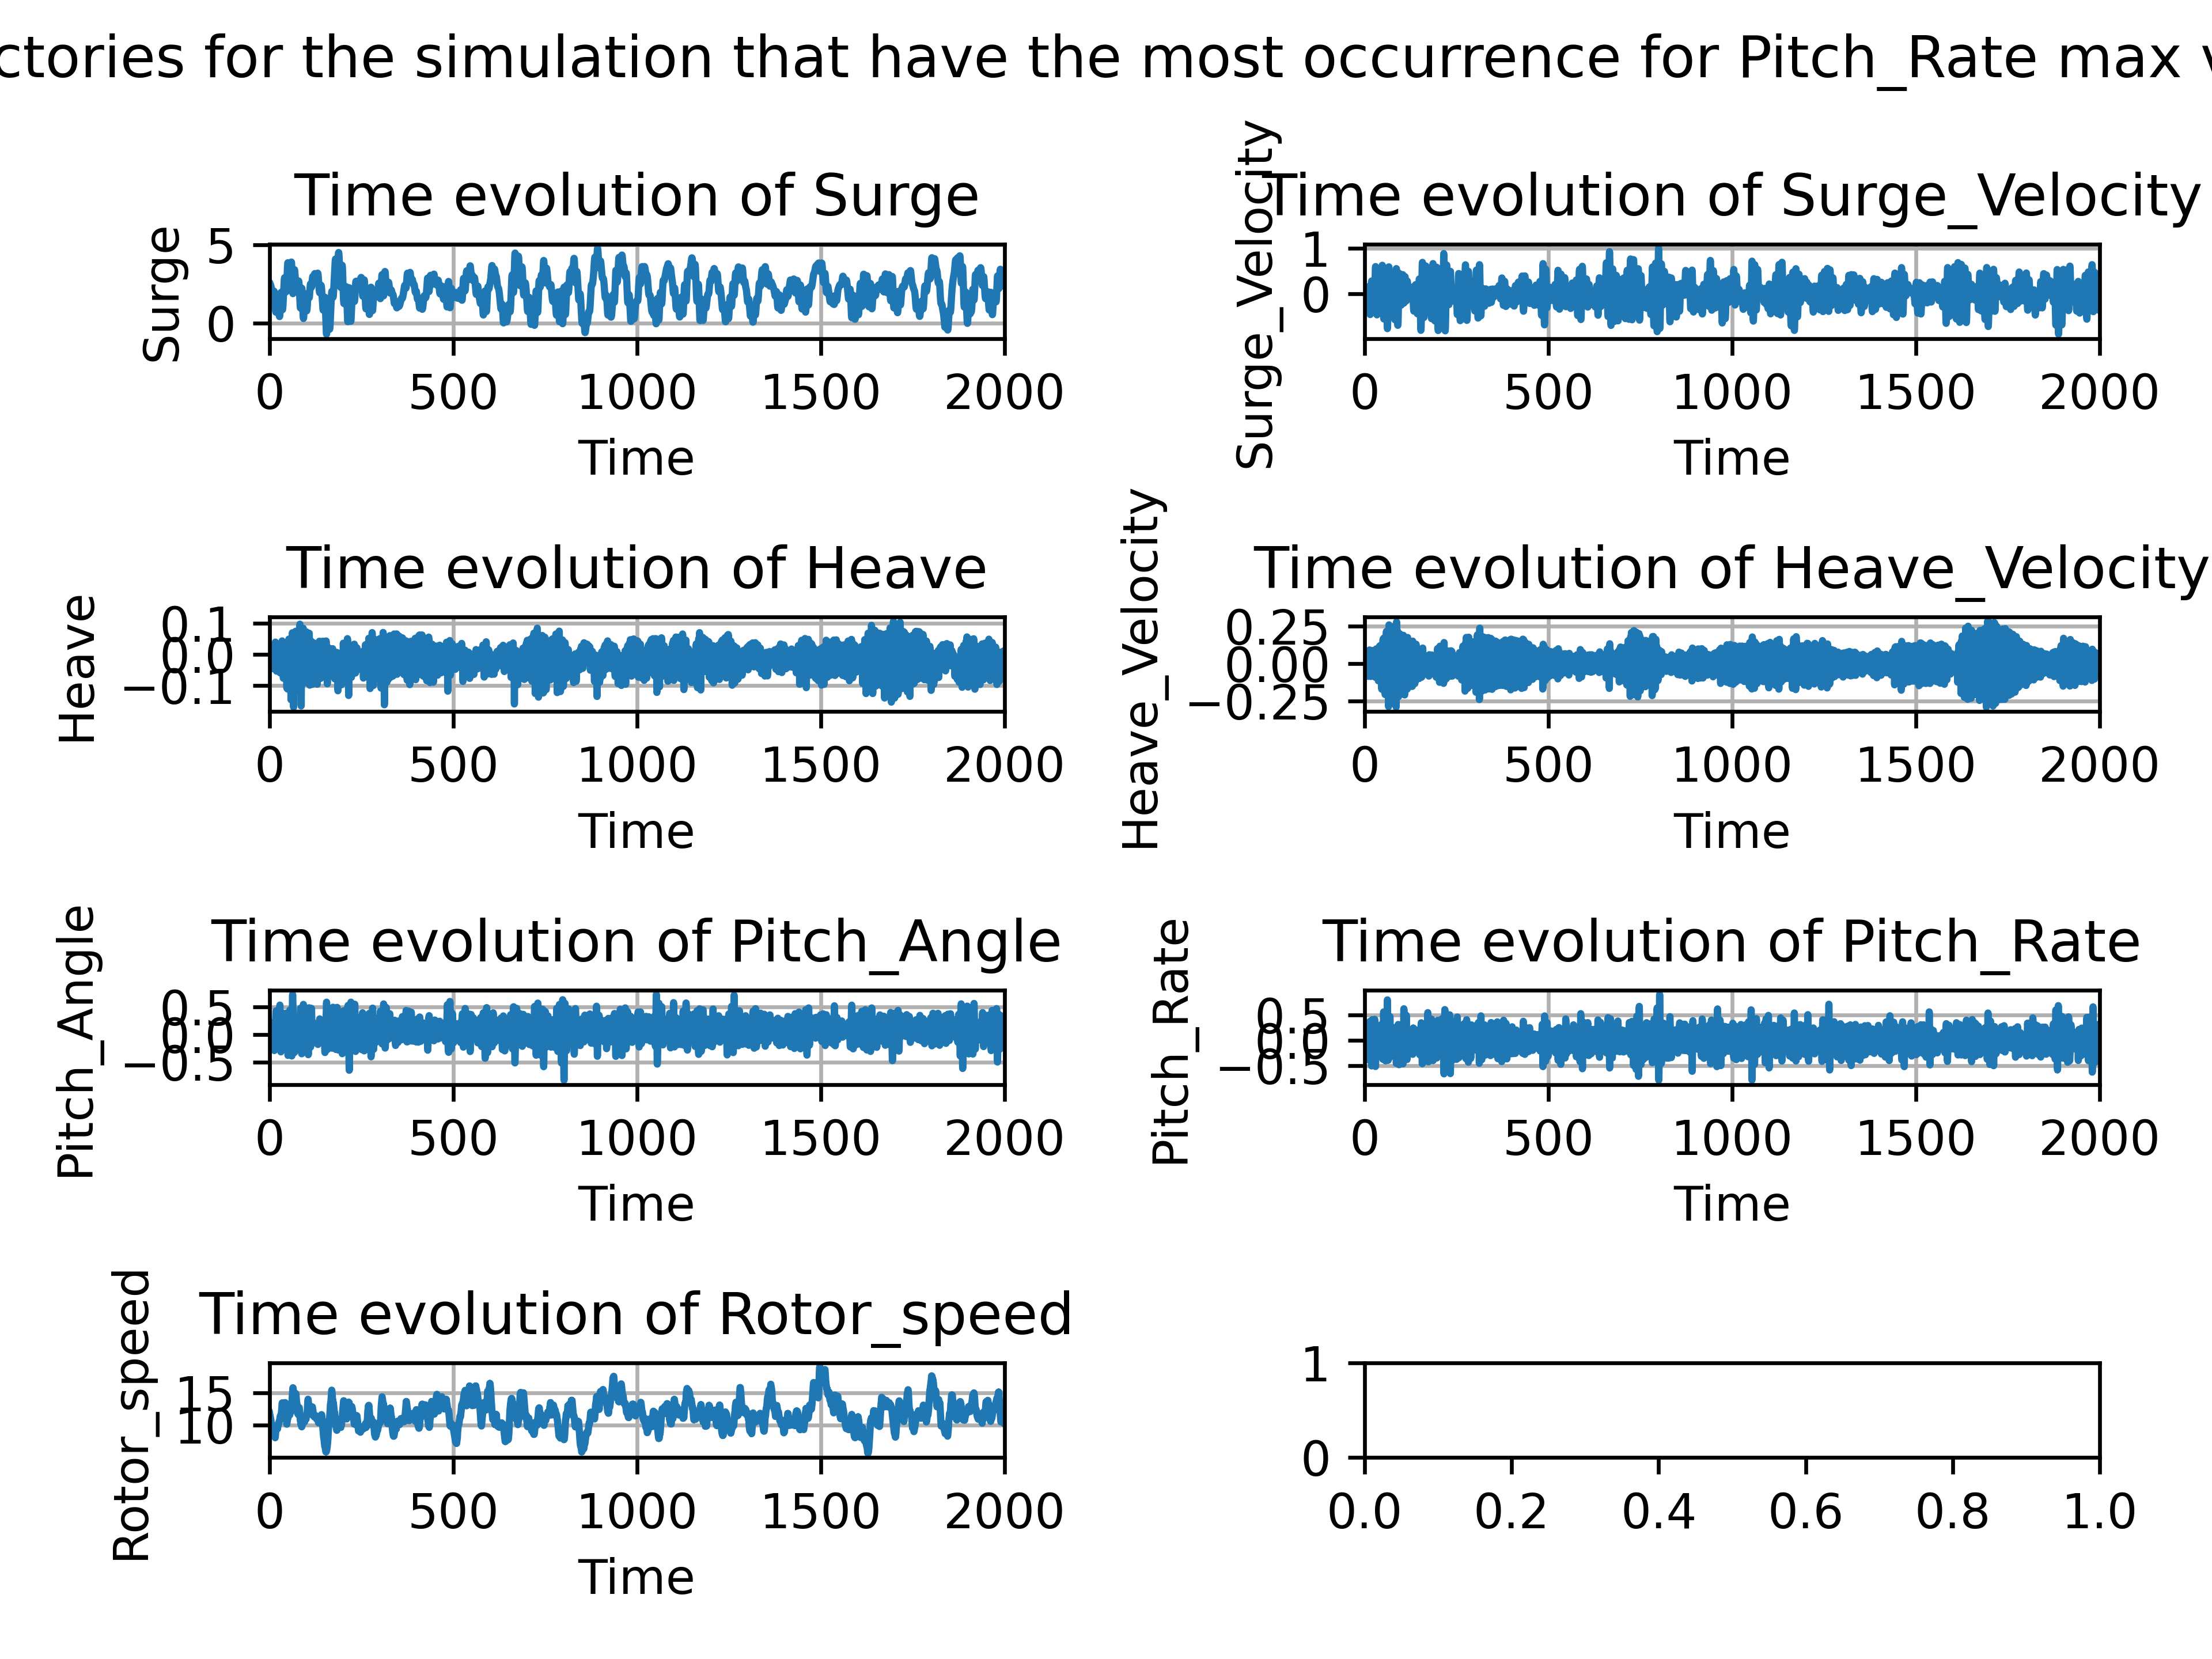 ctories for the simulation that have the most occurrence for Pitch_Rate max v
Time evolution of Surge
Surge
5
0
0 500 1000 1500 2000
Time
Time evolution of Surge_Velocity
Surge_Velocity
1
0
0 500 1000 1500 2000
Time
Time evolution of Heave
Heave
0.1
0.0
−0.1
0 500 1000 1500 2000
Time
Time evolution of Heave_Velocity
Heave_Velocity
0.25
0.00
−0.25
0 500 1000 1500 2000
Time
Time evolution of Pitch_Angle
Pitch_Angle
0.5
0.0
−0.5
0 500 1000 1500 2000
Time
Time evolution of Pitch_Rate
Pitch_Rate
0.5
0.0
−0.5
0 500 1000 1500 2000
Time
Time evolution of Rotor_speed
Rotor_speed
15
10
0 500 1000 1500 2000
Time
1
0
0.0 0.2 0.4 0.6 0.8 1.0